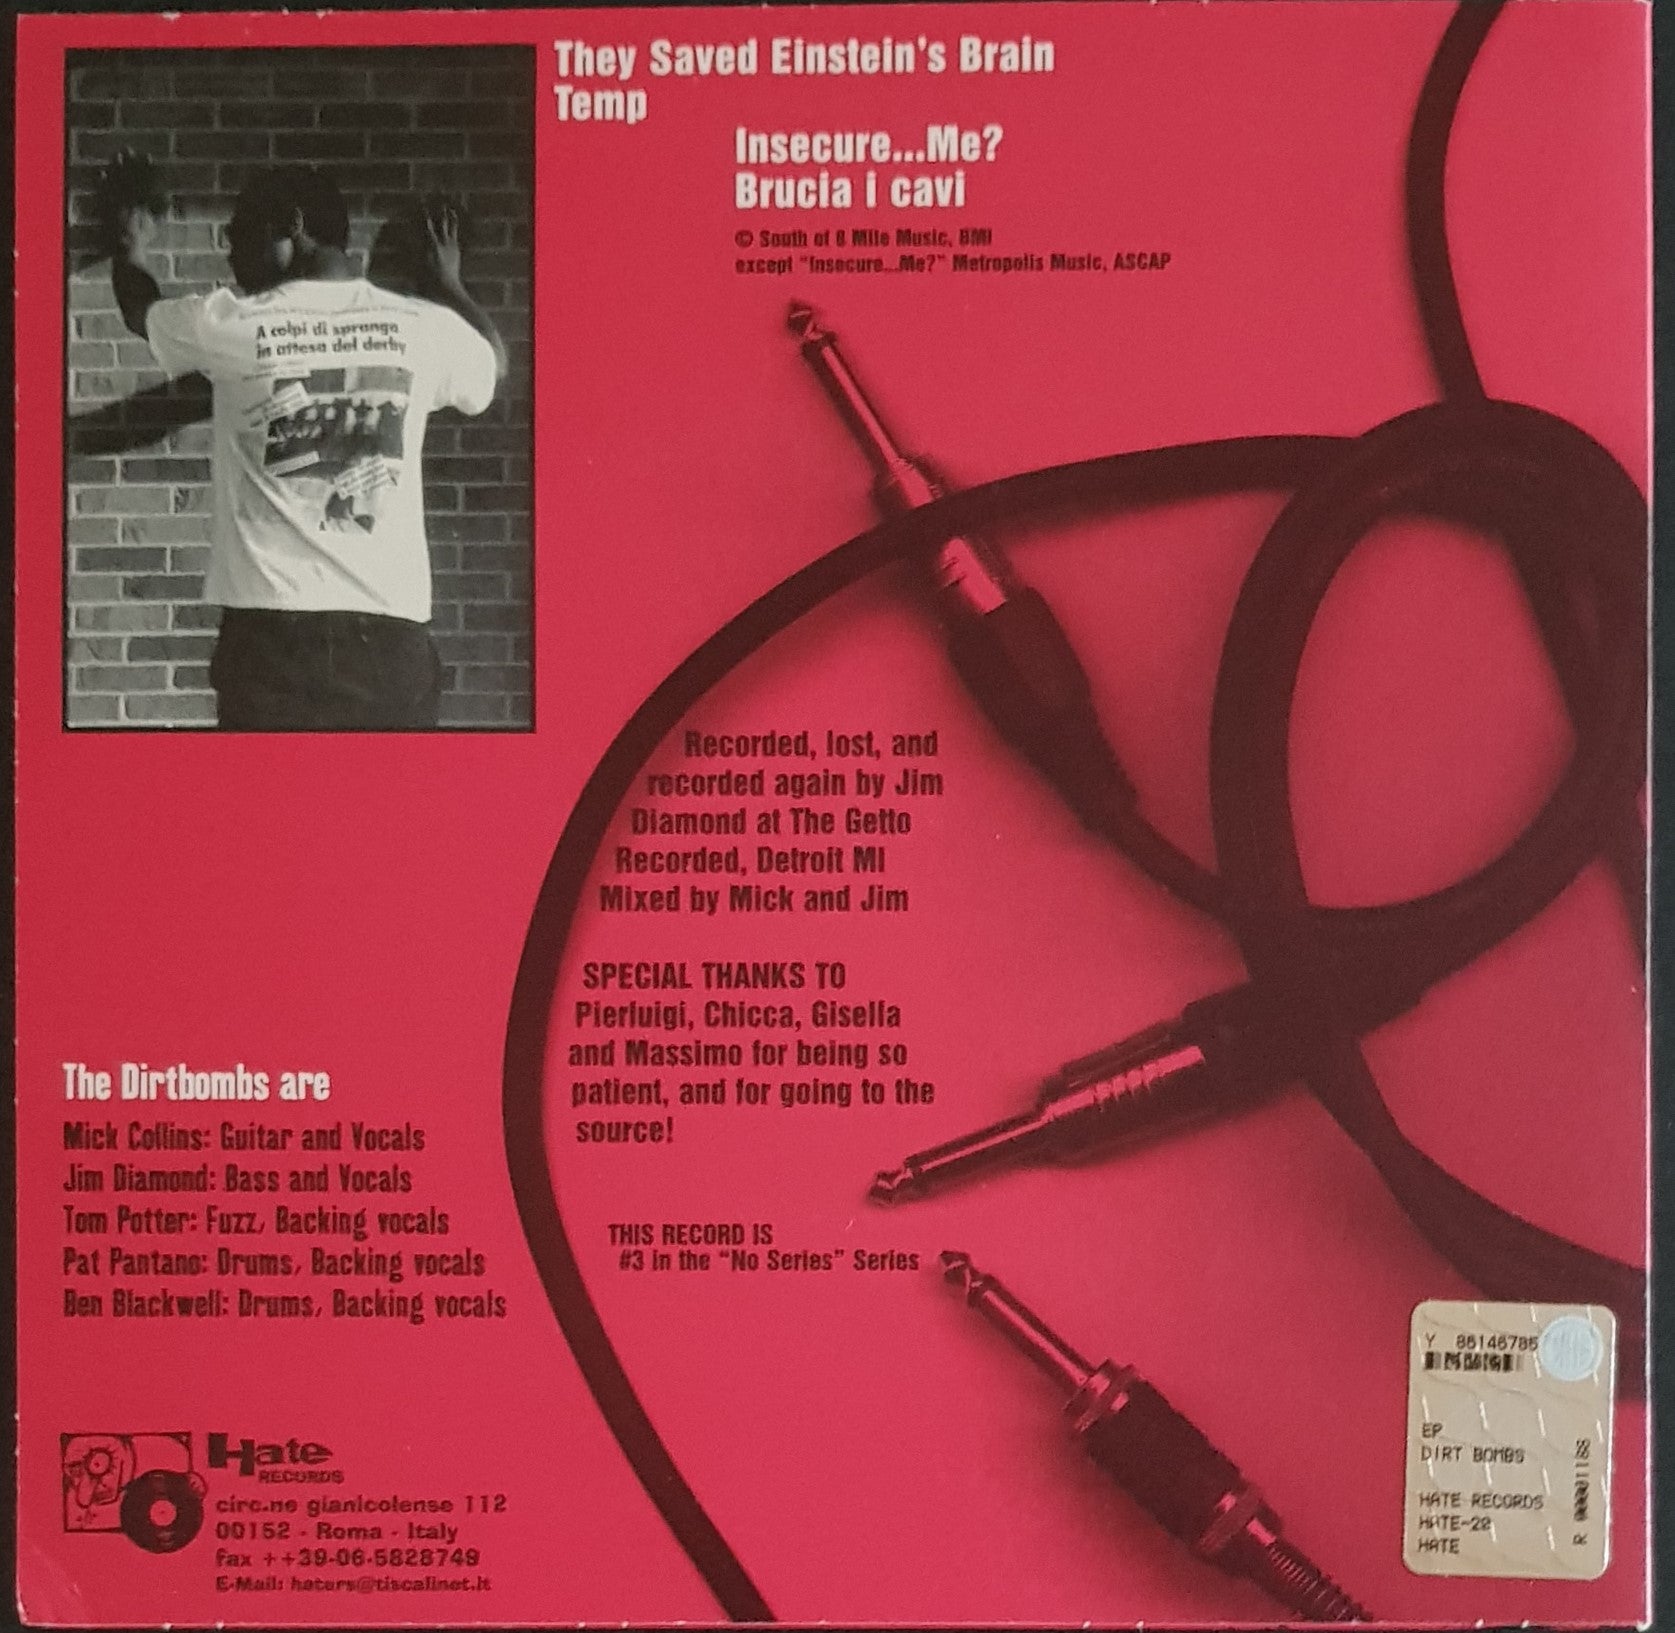 They Saved Einstein's Brain
Temp
Insecure...Me?
Brucia i cavi
© South of 8 Mile Music, BMI
except "Insecure...Me?" Metropolis Music, ASCAP
A colpi di spranga
in attesa del derby
Recorded, lost, and
recorded again by Jim
Diamond at The Getto
Recorded, Detroit MI
Mixed by Mick and Jim
SPECIAL THANKS TO
Pierluigi, Chicca, Gisella
and Massimo for being so
patient, and for going to the
source!
THIS RECORD IS
#3 in the "No Series" Series
The Dirtbombs are
Mick Collins: Guitar and Vocals
Jim Diamond: Bass and Vocals
Tom Potter: Fuzz, Backing vocals
Pat Pantano: Drums, Backing vocals
Ben Blackwell: Drums, Backing vocals
Hate
RECORDS
circ.ne gianicolense 112
00152 - Roma - Italy
fax ++39-06-5828749
E-Mail: haters@tiscalinet.it
Y 86146786
EP
DIRT BOMBS
HATE RECORDS
HATE-20
HATE
R 00001188